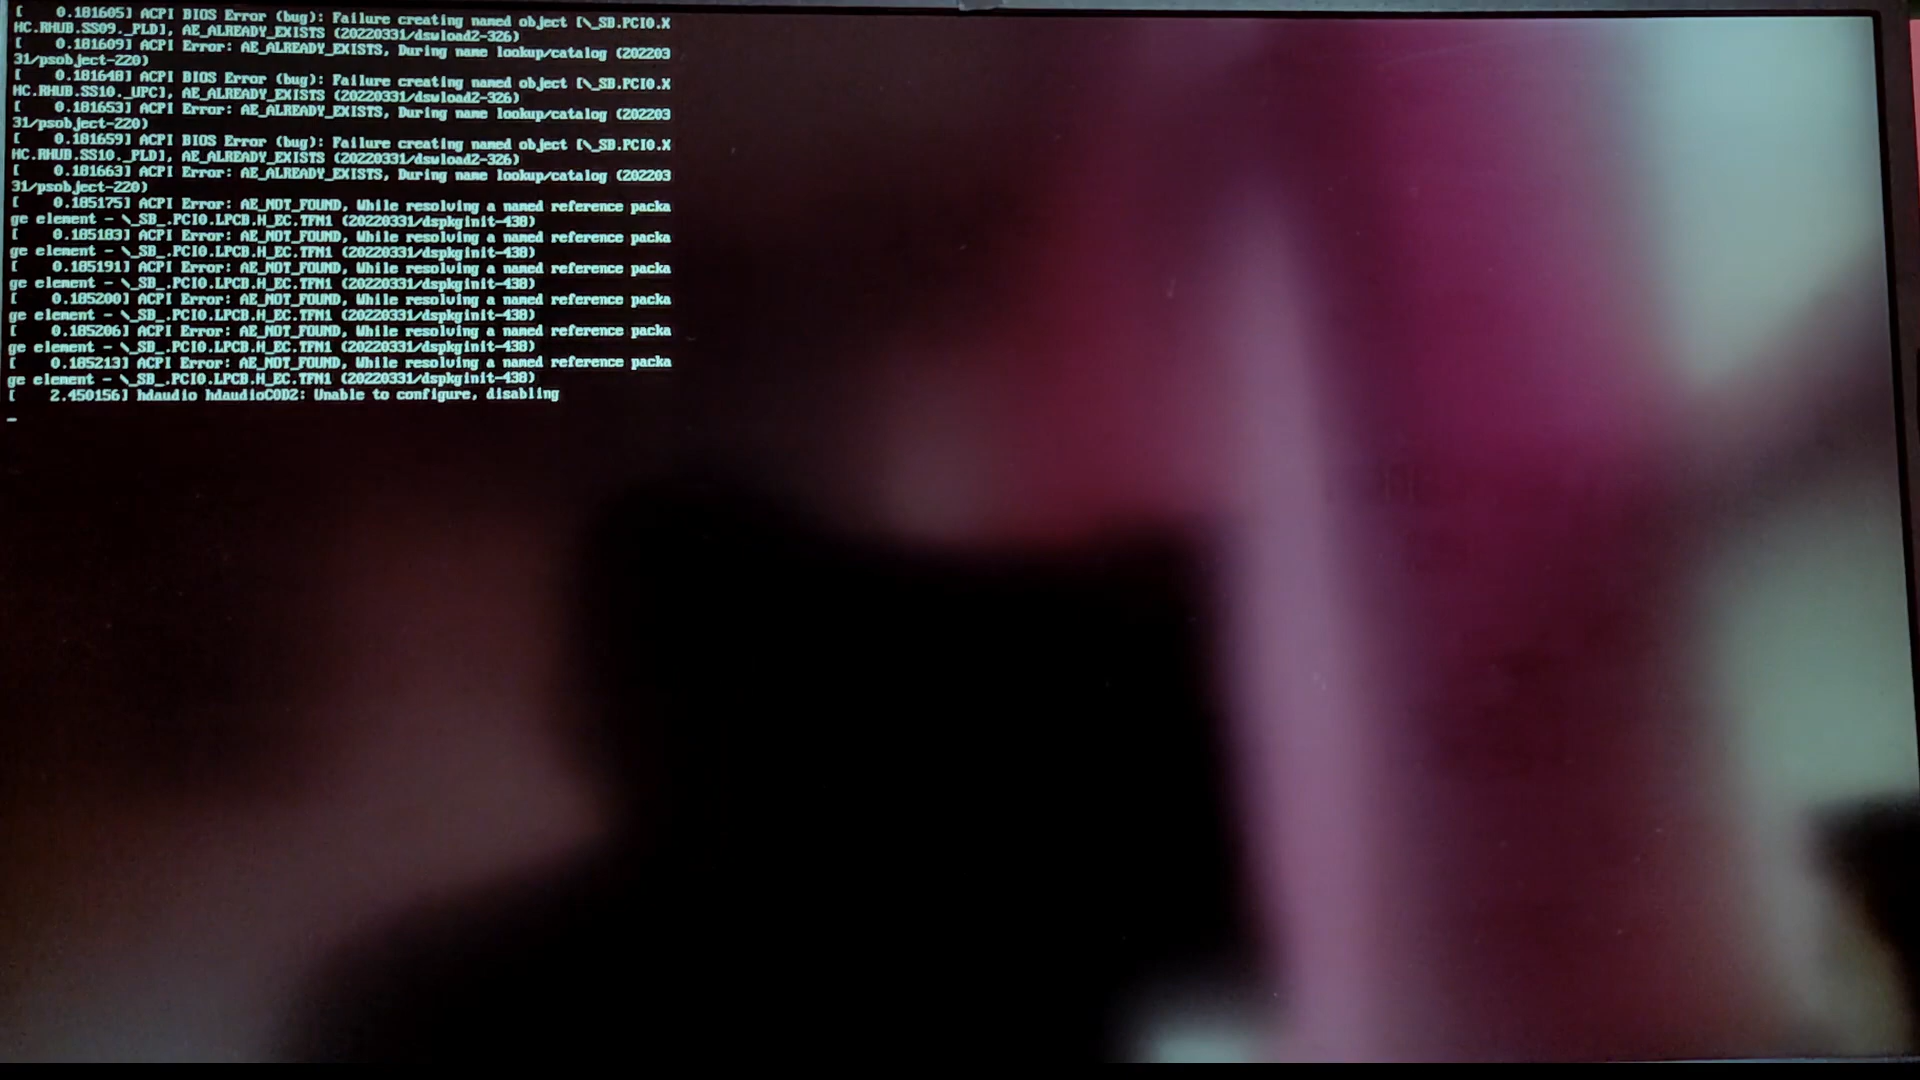 [    0.181605] ACPI BIOS Error (bug): Failure creating named object [\_SB.PCI0.X
HC.RHUB.SS09._PLD], AE_ALREADY_EXISTS (20220331/dswload2-326)
[    0.181609] ACPI Error: AE_ALREADY_EXISTS, During name lookup/catalog (202203
31/psobject-220)
[    0.181648] ACPI BIOS Error (bug): Failure creating named object [\_SB.PCI0.X
HC.RHUB.SS10._UPC], AE_ALREADY_EXISTS (20220331/dswload2-326)
[    0.181653] ACPI Error: AE_ALREADY_EXISTS, During name lookup/catalog (202203
31/psobject-220)
[    0.181659] ACPI BIOS Error (bug): Failure creating named object [\_SB.PCI0.X
HC.RHUB.SS10._PLD], AE_ALREADY_EXISTS (20220331/dswload2-326)
[    0.181663] ACPI Error: AE_ALREADY_EXISTS, During name lookup/catalog (202203
31/psobject-220)
[    0.185175] ACPI Error: AE_NOT_FOUND, While resolving a named reference packa
ge element - \_SB_.PCI0.LPCB.H_EC.TFN1 (20220331/dspkginit-438)
[    0.185183] ACPI Error: AE_NOT_FOUND, While resolving a named reference packa
ge element - \_SB_.PCI0.LPCB.H_EC.TFN1 (20220331/dspkginit-438)
[    0.185191] ACPI Error: AE_NOT_FOUND, While resolving a named reference packa
ge element - \_SB_.PCI0.LPCB.H_EC.TFN1 (20220331/dspkginit-438)
[    0.185200] ACPI Error: AE_NOT_FOUND, While resolving a named reference packa
ge element - \_SB_.PCI0.LPCB.H_EC.TFN1 (20220331/dspkginit-438)
[    0.185206] ACPI Error: AE_NOT_FOUND, While resolving a named reference packa
ge element - \_SB_.PCI0.LPCB.H_EC.TFN1 (20220331/dspkginit-438)
[    0.185213] ACPI Error: AE_NOT_FOUND, While resolving a named reference packa
ge element - \_SB_.PCI0.LPCB.H_EC.TFN1 (20220331/dspkginit-438)
[    2.450156] hdaudio hdaudioC0D2: Unable to configure, disabling